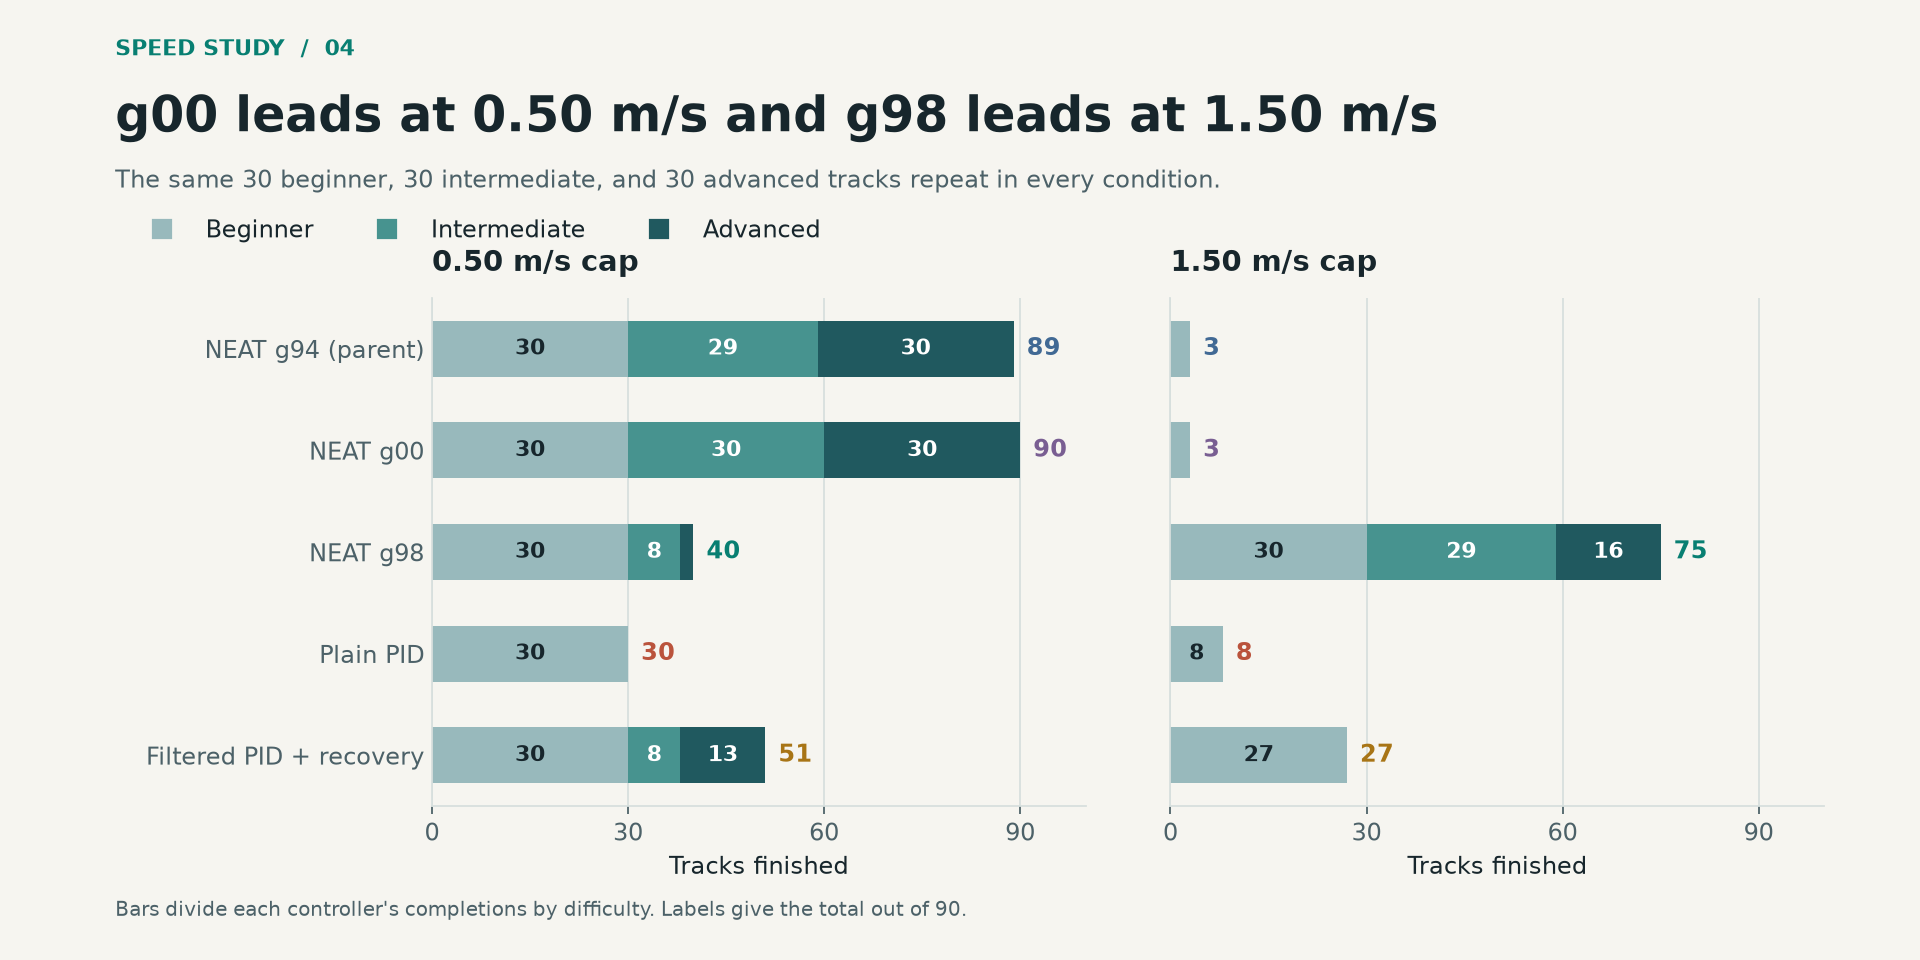 SPEED STUDY / 04
g00 leads at 0.50 m/s and g98 leads at 1.50 m/s
The same 30 beginner, 30 intermediate, and 30 advanced tracks repeat in every condition.
Beginner Intermediate Advanced
0.50 m/s cap
NEAT g94 (parent) 30 29 30 89
NEAT g00 30 30 30 90
NEAT g98 30 8 40
Plain PID 30 30
Filtered PID + recovery 30 8 13 51
0 30 60 90
Tracks finished
1.50 m/s cap
3
3
30 29 16 75
8 8
27 27
0 30 60 90
Tracks finished
Bars divide each controller's completions by difficulty. Labels give the total out of 90.